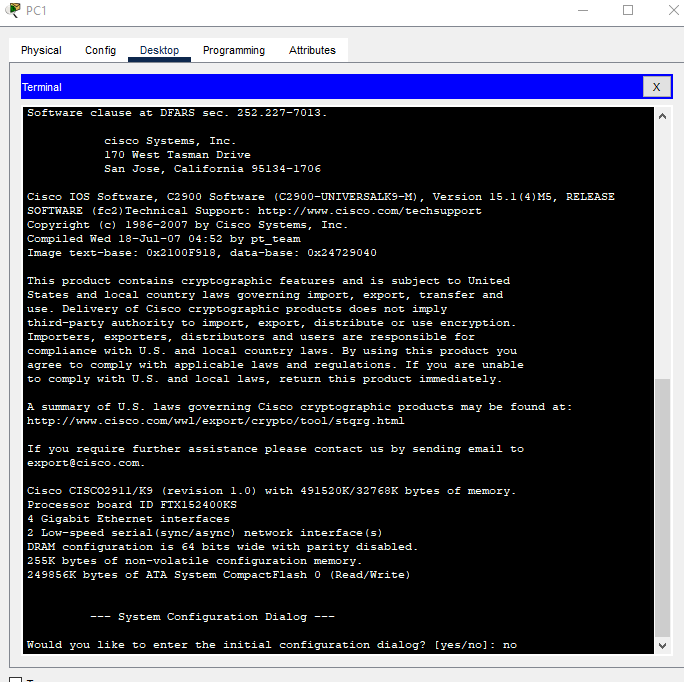 PC1
Physical Config Desktop Programming Attributes
Terminal
X
Software clause at DFARS sec. 252.227-7013.
cisco Systems, Inc.
170 West Tasman Drive
San Jose, California 95134-1706
Cisco IOS Software, C2900 Software (C2900-UNIVERSALK9-M), Version 15.1(4)M5, RELEASE
SOFTWARE (fc2)Technical Support: http://www.cisco.com/techsupport
Copyright (c) 1986-2007 by Cisco Systems, Inc.
Compiled Wed 18-Jul-07 04:52 by pt_team
Image text-base: 0x2100F918, data-base: 0x24729040
This product contains cryptographic features and is subject to United
States and local country laws governing import, export, transfer and
use. Delivery of Cisco cryptographic products does not imply
third-party authority to import, export, distribute or use encryption.
Importers, exporters, distributors and users are responsible for
compliance with U.S. and local country laws. By using this product you
agree to comply with applicable laws and regulations. If you are unable
to comply with U.S. and local laws, return this product immediately.
A summary of U.S. laws governing Cisco cryptographic products may be found at:
http://www.cisco.com/wwl/export/crypto/tool/stqrg.html
If you require further assistance please contact us by sending email to
export@cisco.com.
Cisco CISCO2911/K9 (revision 1.0) with 491520K/32768K bytes of memory.
Processor board ID FTX152400KS
4 Gigabit Ethernet interfaces
2 Low-speed serial(sync/async) network interface(s)
DRAM configuration is 64 bits wide with parity disabled.
255K bytes of non-volatile configuration memory.
249856K bytes of ATA System CompactFlash 0 (Read/Write)
--- System Configuration Dialog ---
Would you like to enter the initial configuration dialog? [yes/no]: no